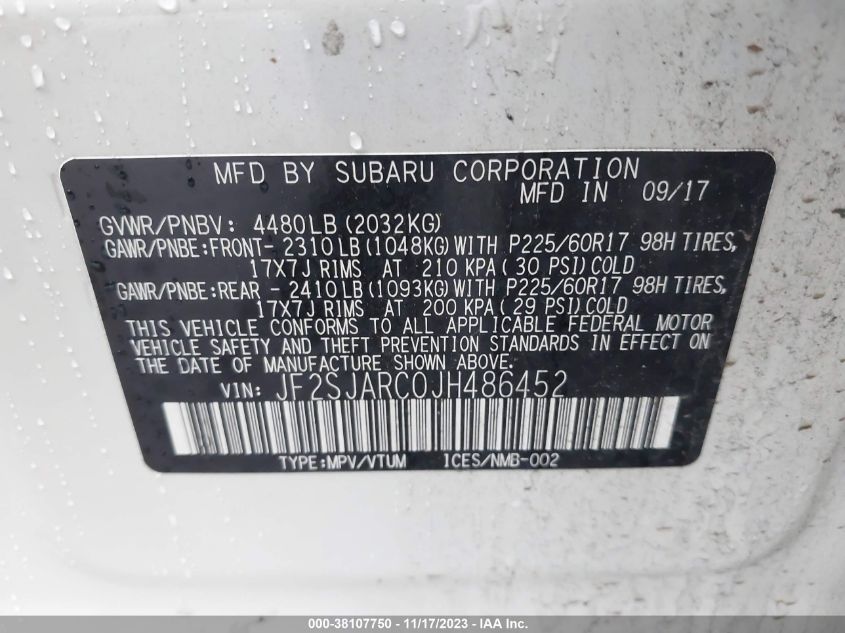 MFD BY SUBARU CORPORATION
MFD IN 09/17
GVWR/PNBV: 4480LB(2032KG)
GAWR/PNBE:FRONT- 2310LB(1048KG)WITH P225/60R17 98H TIRES,
17X7J RIMS AT 210 KPA(30 PSI)COLD
GAWR/PNBE:REAR - 2410LB(1093KG)WITH P225/60R17 98H TIRES,
17X7J RIMS AT 200 KPA(29 PSI)COLD
THIS VEHICLE CONFORMS TO ALL APPLICABLE FEDERAL MOTOR
VEHICLE SAFETY AND THEFT PREVENTION STANDARDS IN EFFECT ON
THE DATE OF MANUFACTURE SHOWN ABOVE.
VIN: JF2SJARC0JH486452
TYPE:MPV/VTUM ICES/NMB-002
000-38107750 - 11/17/2023 - IAA Inc.